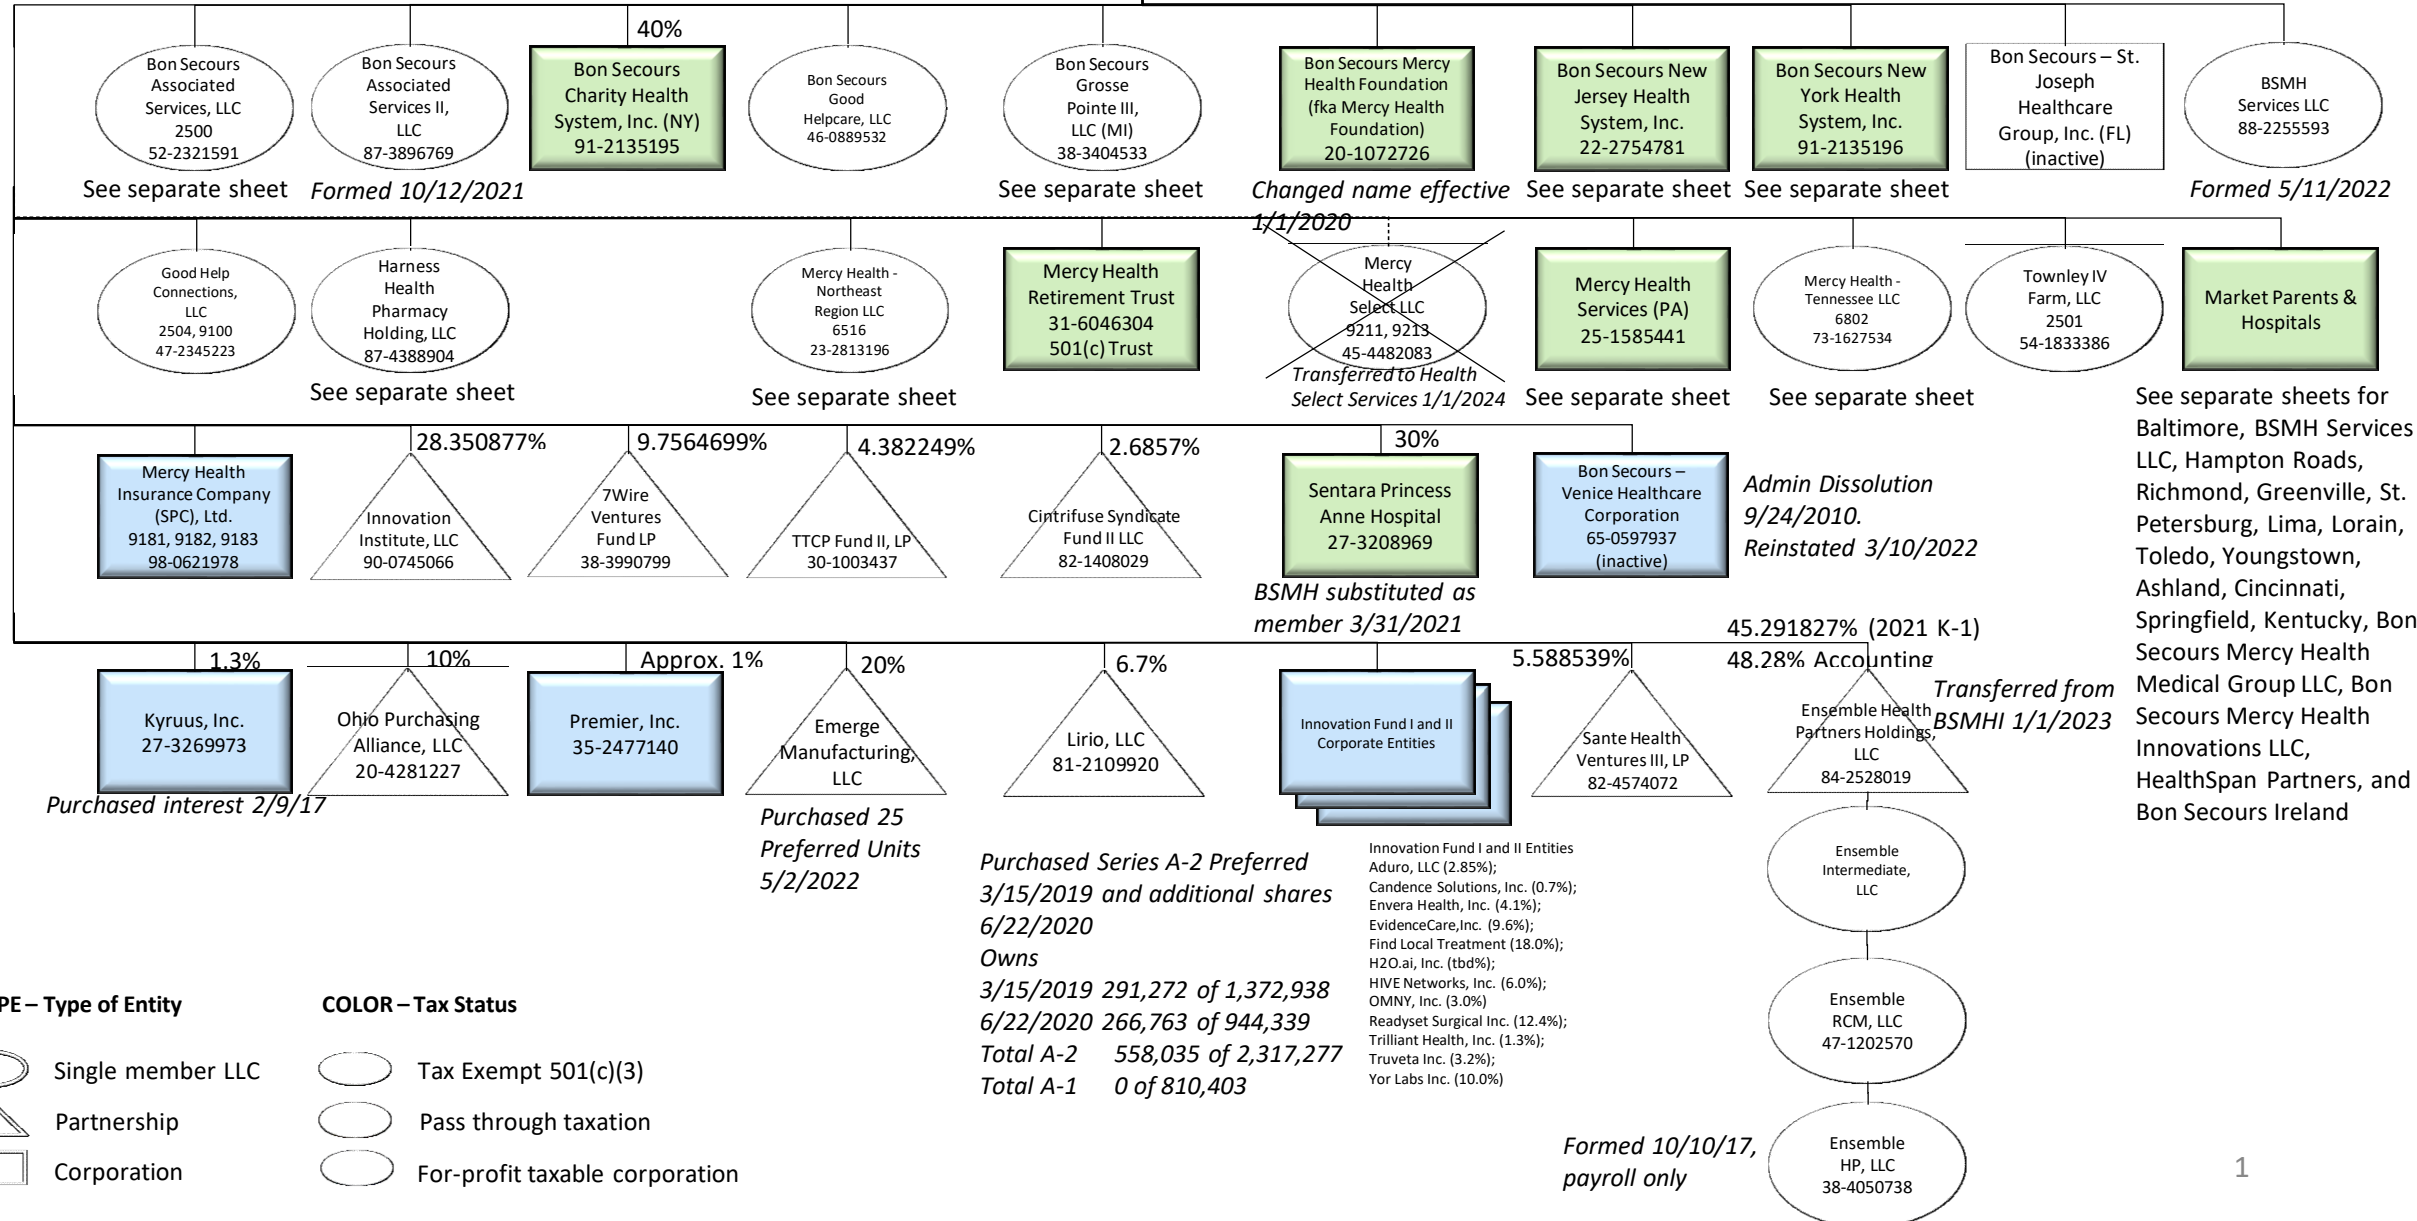 40%
Bon Secours
Associated
Services, LLC
2500
52-2321591
See separate sheet
Bon Secours
Associated
Services II,
LLC
87-3896769
Formed 10/12/2021
Bon Secours
Charity Health
System, Inc. (NY)
91-2135195
Bon Secours
Good
Helpcare, LLC
46-0889532
Bon Secours
Grosse
Pointe III,
LLC (MI)
38-3404533
See separate sheet
Bon Secours Mercy
Health Foundation
(fka Mercy Health
Foundation)
20-1072726
Changed name effective
1/1/2020
Bon Secours New
Jersey Health
System, Inc.
22-2754781
See separate sheet
Bon Secours New
York Health
System, Inc.
91-2135196
See separate sheet
Bon Secours – St.
Joseph
Healthcare
Group, Inc. (FL)
(inactive)
BSMH
Services LLC
88-2255593
Formed 5/11/2022
Good Help
Connections,
LLC
2504, 9100
47-2345223
Harness
Health
Pharmacy
Holding, LLC
87-4388904
See separate sheet
Mercy Health -
Northeast
Region LLC
6516
23-2813196
See separate sheet
Mercy Health
Retirement Trust
31-6046304
501(c) Trust
Mercy
Health
Select LLC
9211, 9213
45-4482083
Transferred to Health
Select Services 1/1/2024
Mercy Health
Services (PA)
25-1585441
See separate sheet
Mercy Health -
Tennessee LLC
6802
73-1627534
See separate sheet
Townley IV
Farm, LLC
2501
54-1833386
Market Parents &
Hospitals
See separate sheets for
Baltimore, BSMH Services
LLC, Hampton Roads,
Richmond, Greenville, St.
Petersburg, Lima, Lorain,
Toledo, Youngstown,
Ashland, Cincinnati,
Springfield, Kentucky, Bon
Secours Mercy Health
Medical Group LLC, Bon
Secours Mercy Health
Innovations LLC,
HealthSpan Partners, and
Bon Secours Ireland
Mercy Health
Insurance Company
(SPC), Ltd.
9181, 9182, 9183
98-0621978
28.350877%
Innovation
Institute, LLC
90-0745066
9.7564699%
7Wire
Ventures
Fund LP
38-3990799
4.382249%
TTCP Fund II, LP
30-1003437
2.6857%
Cintrifuse Syndicate
Fund II LLC
82-1408029
30%
Sentara Princess
Anne Hospital
27-3208969
BSMH substituted as
member 3/31/2021
Bon Secours –
Venice Healthcare
Corporation
65-0597937
(inactive)
Admin Dissolution
9/24/2010.
Reinstated 3/10/2022
1.3%
Kyruus, Inc.
27-3269973
Purchased interest 2/9/17
10%
Ohio Purchasing
Alliance, LLC
20-4281227
Approx. 1%
Premier, Inc.
35-2477140
20%
Emerge
Manufacturing,
LLC
Purchased 25
Preferred Units
5/2/2022
6.7%
Lirio, LLC
81-2109920
Purchased Series A-2 Preferred
3/15/2019 and additional shares
6/22/2020
Owns
3/15/2019 291,272 of 1,372,938
6/22/2020 266,763 of 944,339
Total A-2 558,035 of 2,317,277
Total A-1 0 of 810,403
Innovation Fund I and II
Corporate Entities
Innovation Fund I and II Entities
Aduro, LLC (2.85%);
Candence Solutions, Inc. (0.7%);
Envera Health, Inc. (4.1%);
EvidenceCare,Inc. (9.6%);
Find Local Treatment (18.0%);
H2O.ai, Inc. (tbd%);
HIVE Networks, Inc. (6.0%);
OMNY, Inc. (3.0%)
Readyset Surgical Inc. (12.4%);
Trilliant Health, Inc. (1.3%);
Truveta Inc. (3.2%);
Yor Labs Inc. (10.0%)
5.588539%
Sante Health
Ventures III, LP
82-4574072
45.291827% (2021 K-1)
48.28% Accounting
Ensemble Health
Partners Holdings,
LLC
84-2528019
Transferred from
BSMHI 1/1/2023
Ensemble
Intermediate,
LLC
Ensemble
RCM, LLC
47-1202570
Formed 10/10/17,
payroll only
Ensemble
HP, LLC
38-4050738
PE – Type of Entity
Single member LLC
Partnership
Corporation
COLOR – Tax Status
Tax Exempt 501(c)(3)
Pass through taxation
For-profit taxable corporation
1